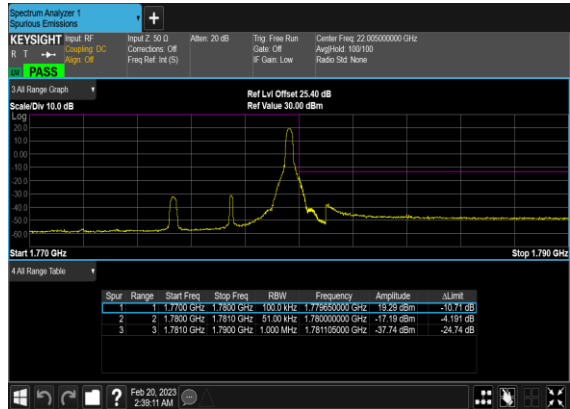 Spectrum Analyzer 1
Spurious Emissions
KEYSIGHT Input: RF Input Z: 50 Ω Atten: 20 dB Trig: Free Run Center Freq: 22.005000000 GHz
R T Coupling: DC Corrections: Off Gate: Off Avg|Hold: 100/100
Align: Off Freq Ref: Int (S) IF Gain: Low Radio Std: None
LW PASS
3 All Range Graph
Ref Lvl Offset 25.40 dB
Scale/Div 10.0 dB Ref Value 30.00 dBm
Log
20.0
10.0
0.00
-10.0
-20.0
-30.0
-40.0
-50.0
-60.0
Start 1.770 GHz Stop 1.790 GHz
4 All Range Table
Spur Range Start Freq Stop Freq RBW Frequency Amplitude ΔLimit
1 1 1.7700 GHz 1.7800 GHz 100.0 kHz 1.779650000 GHz 19.29 dBm -10.71 dB
2 2 1.7800 GHz 1.7810 GHz 51.00 kHz 1.780000000 GHz -17.19 dBm -4.191 dB
3 3 1.7810 GHz 1.7900 GHz 1.000 MHz 1.781105000 GHz -37.74 dBm -24.74 dB
? Feb 20, 2023
2:39:11 AM